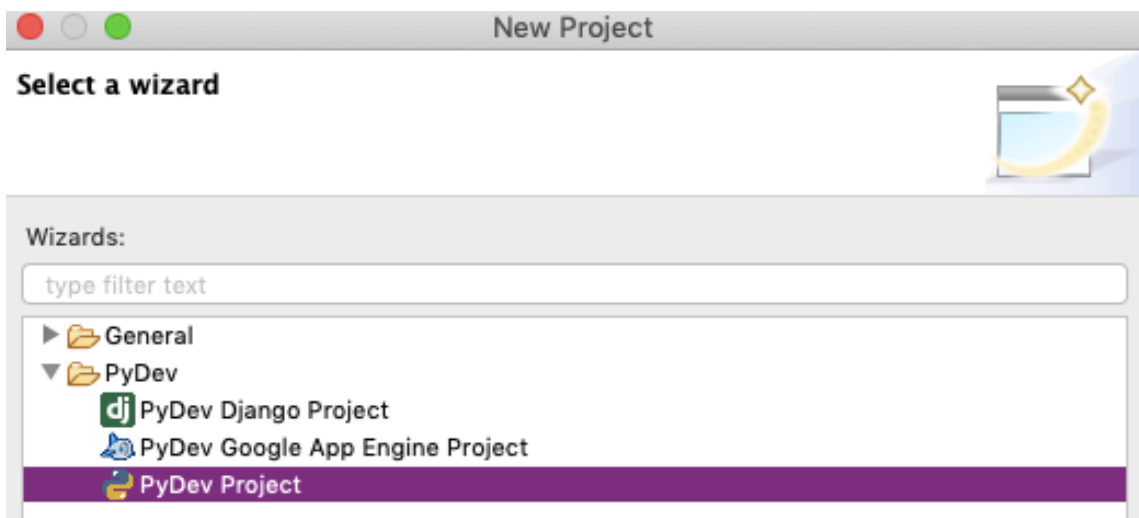 New Project
Select a wizard
Wizards:
type filter text
General
PyDev
dj PyDev Django Project
PyDev Google App Engine Project
PyDev Project